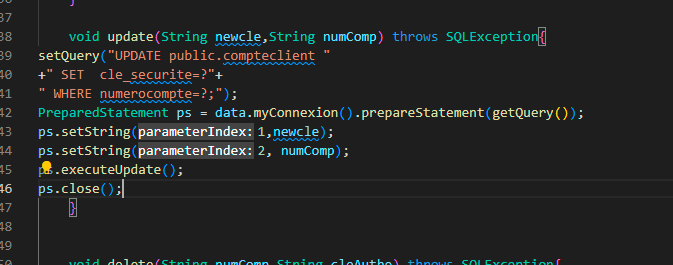 }
37
38 void update(String newcle,String numComp) throws SQLException{
39 setQuery("UPDATE public.compteclient "
40 +" SET  cle_securite=?"+
41 " WHERE numerocompte=?;");
42 PreparedStatement ps = data.myConnexion().prepareStatement(getQuery());
43 ps.setString(parameterIndex: 1,newcle);
44 ps.setString(parameterIndex: 2, numComp);
45 ps.executeUpdate();
46 ps.close();
47 }
48
49
void delete(String numComp,String cleAuthe) throws SQLException{